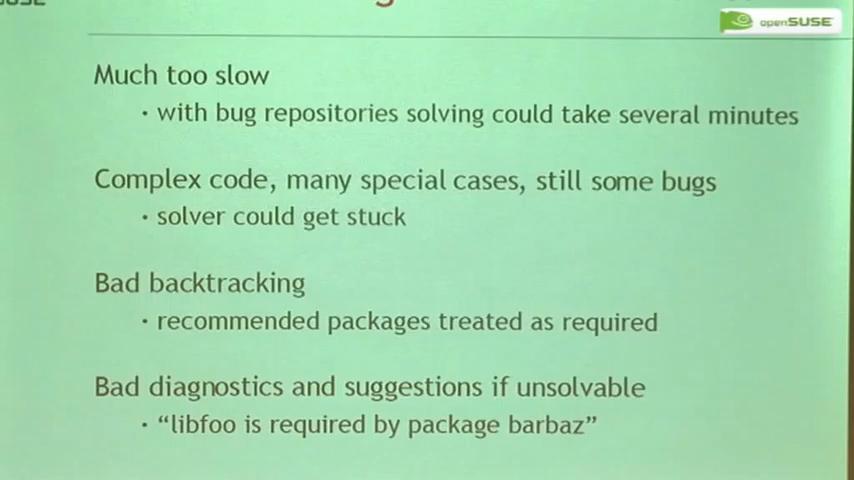 openSUSE
Much too slow
· with bug repositories solving could take several minutes
Complex code, many special cases, still some bugs
· solver could get stuck
Bad backtracking
· recommended packages treated as required
Bad diagnostics and suggestions if unsolvable
· “libfoo is required by package barbaz”